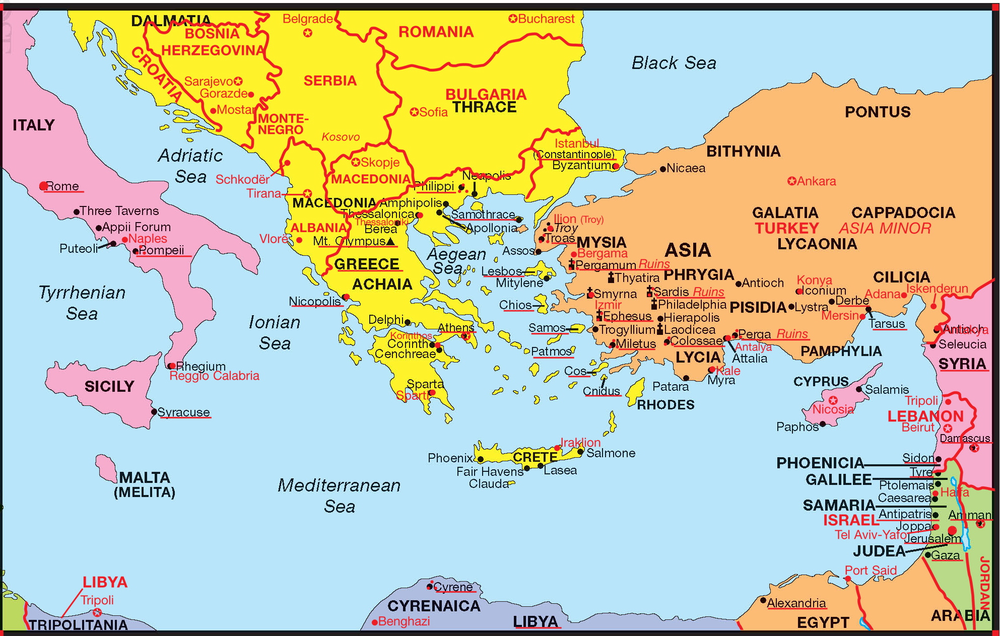 DALMATIA
BOSNIA
HERZEGOVINA
CROATIA
Sarajevo
Gorazde
Mostar
MONTE-
NEGRO
Belgrade
SERBIA
Kosovo
ROMANIA
Bucharest
BULGARIA
THRACE
Sofia
Black Sea
PONTUS
BITHYNIA
Nicaea
Ankara
Istanbul
(Constantinople)
Byzantium
ITALY
Adriatic
Sea
Schkodër
Tirana
Skopje
MACEDONIA
Neapolis
Philippi
MACEDONIA
Amphipolis
Thessalonica
Thessaloniki
Berea
ALBANIA
Vlorë
Mt. Olympus
Samothrace
Apollonia
GREECE
ACHAIA
Rome
Three Taverns
Appii Forum
Naples
Puteoli
Pompeii
Tyrrhenian
Sea
Ionian
Sea
Aegean
Sea
Ilion (Troy)
Troy
Troas
Assos
MYSIA
Bergama
Pergamum Ruins
ASIA
GALATIA
CAPPADOCIA
TURKEY
ASIA MINOR
LYCAONIA
Lesbos
Mitylene
Thyatira
PHRYGIA
Antioch
Konya
Iconium
CILICIA
Adana
Iskenderun
Smyrna
Izmir
Sardis Ruins
Philadelphia
PISIDIA
Lystra
Derbe
Mersin
Tarsus
Chios
Ephesus
Hierapolis
Samos
Trogyllium
Laodicea
Miletus
Colossae
Perga Ruins
Antalya
Attalia
PAMPHYLIA
Antioch
Antakya
Seleucia
SYRIA
Patmos
LYCIA
Kale
Myra
Patara
Cos
Cnidus
RHODES
Nicopolis
Delphi
Athens
Korinthos
Corinth
Cenchreae
Sparta
Sparti
Rhegium
Reggio Calabria
SICILY
Syracuse
MALTA
(MELITA)
Mediterranean
Sea
Phoenix
CRETE
Iraklion
Salmone
Fair Havens
Lasea
Clauda
CYPRUS
Salamis
Nicosia
Paphos
Tripoli
LEBANON
Beirut
Damascus
PHOENICIA
Sidon
Tyre
GALILEE
Ptolemais
Haifa
Caesarea
SAMARIA
ISRAEL
Antipatris
Amman
Joppa
Tel Aviv-Yafo
Jerusalem
JUDEA
Gaza
JORDAN
Port Said
Alexandria
EGYPT
ARABIA
LIBYA
Tripoli
TRIPOLITANIA
Cyrene
CYRENAICA
Benghazi
LIBYA